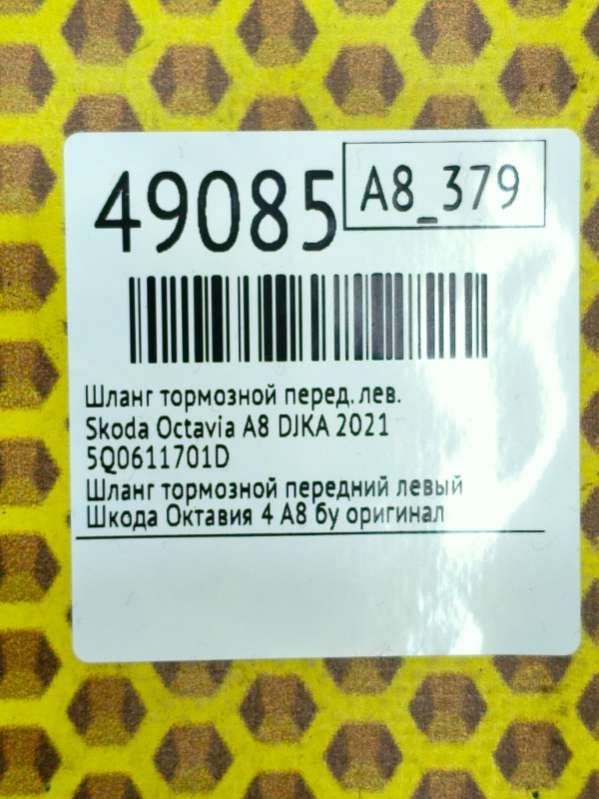 49085
A8_379
Шланг тормозной перед. лев.
Skoda Octavia A8 DJKA 2021
5Q0611701D
Шланг тормозной передний левый
Шкода Октавия 4 А8 бу оригинал